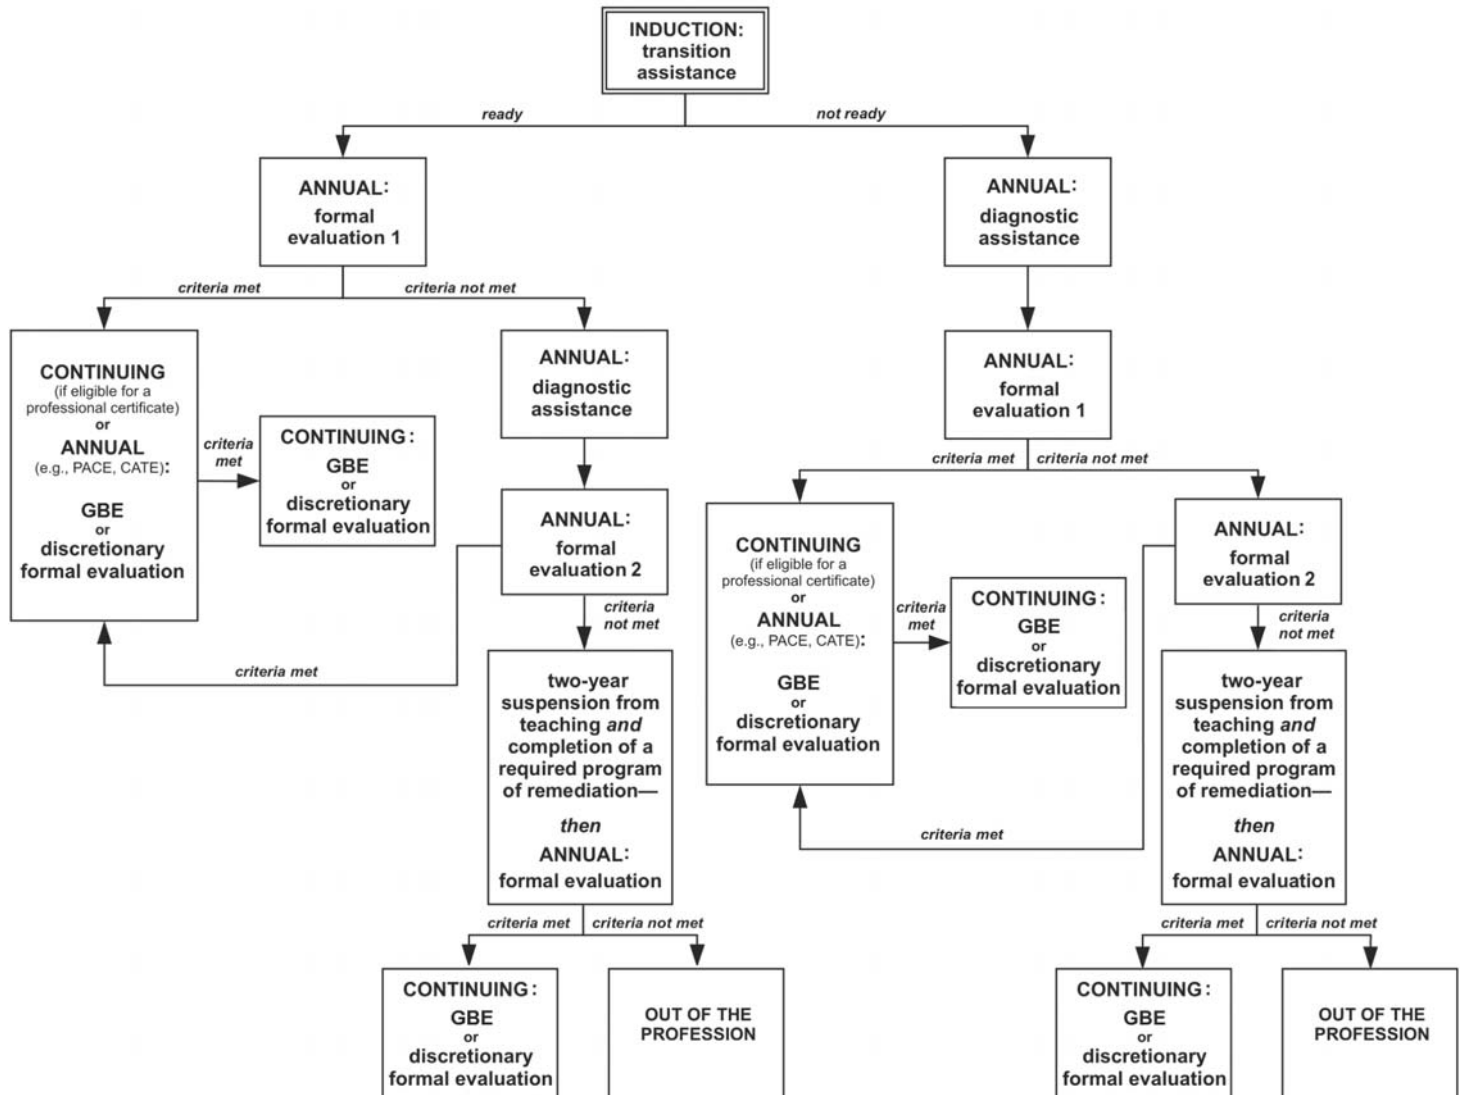 INDUCTION:
transition
assistance
ready
not ready
ANNUAL:
formal
evaluation 1
ANNUAL:
diagnostic
assistance
criteria met
criteria not met
CONTINUING
(if eligible for a
professional certificate)
or
ANNUAL
(e.g., PACE, CATE):
GBE
or
discretionary
formal evaluation
criteria
met
CONTINUING:
GBE
or
discretionary
formal evaluation
ANNUAL:
diagnostic
assistance
ANNUAL:
formal
evaluation 2
criteria
not met
criteria met
two-year
suspension from
teaching and
completion of a
required program
of remediation—
then
ANNUAL:
formal evaluation
criteria met
criteria not met
CONTINUING:
GBE
or
discretionary
formal evaluation
OUT OF THE
PROFESSION
ANNUAL:
formal
evaluation 1
criteria met
criteria not met
CONTINUING
(if eligible for a
professional certificate)
or
ANNUAL
(e.g., PACE, CATE):
GBE
or
discretionary
formal evaluation
criteria
met
CONTINUING:
GBE
or
discretionary
formal evaluation
ANNUAL:
formal
evaluation 2
criteria
not met
criteria met
two-year
suspension from
teaching and
completion of a
required program
of remediation—
then
ANNUAL:
formal evaluation
criteria met
criteria not met
CONTINUING:
GBE
or
discretionary
formal evaluation
OUT OF THE
PROFESSION